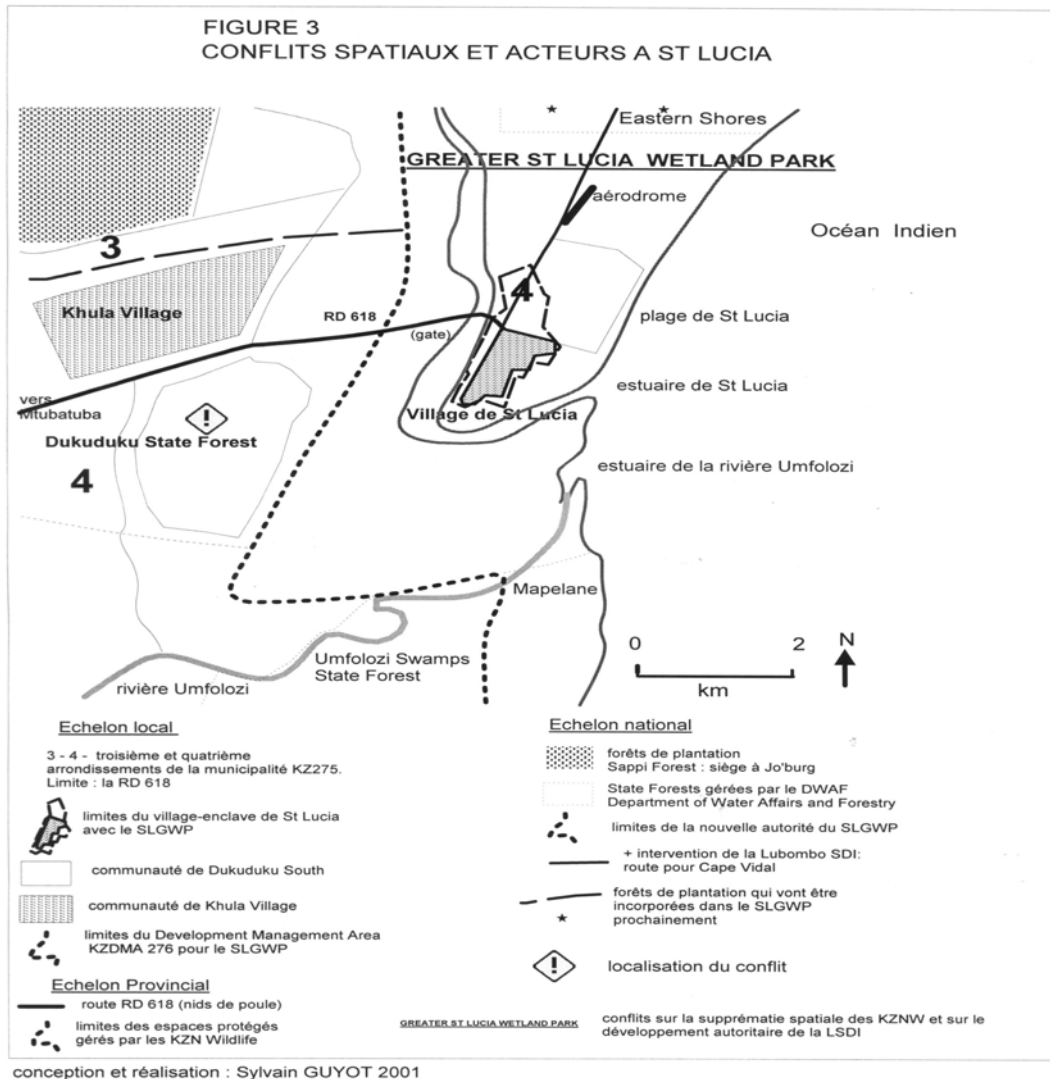 FIGURE 3
CONFLITS SPATIAUX ET ACTEURS A ST LUCIA
Eastern Shores
GREATER ST LUCIA WETLAND PARK
aérodrome
Océan Indien
3
4
Khula Village
RD 618
(gate)
plage de St Lucia
estuaire de St Lucia
vers
Mtubatuba
Village de St Lucia
Dukuduku State Forest
!
4
estuaire de la rivière Umfolozi
Mapelane
0 2
km
N
Umfolozi Swamps
State Forest
rivière Umfolozi
Echelon local
3 - 4 - troisième et quatrième
arrondissements de la municipalité KZ275.
Limite : la RD 618
limites du village-enclave de St Lucia
avec le SLGWP
communauté de Dukuduku South
communauté de Khula Village
limites du Development Management Area
KZDMA 276 pour le SLGWP
Echelon Provincial
route RD 618 (nids de poule)
limites des espaces protégés
gérés par les KZN Wildlife
Echelon national
forêts de plantation
Sappi Forest : siège à Jo'burg
State Forests gérées par le DWAF
Department of Water Affairs and Forestry
limites de la nouvelle autorité du SLGWP
+ intervention de la Lubombo SDI:
route pour Cape Vidal
forêts de plantation qui vont être
incorporées dans le SLGWP
prochainement
! localisation du conflit
GREATER ST LUCIA WETLAND PARK conflits sur la suprématie spatiale des KZNW et sur le
développement autoritaire de la LSDI
conception et réalisation : Sylvain GUYOT 2001